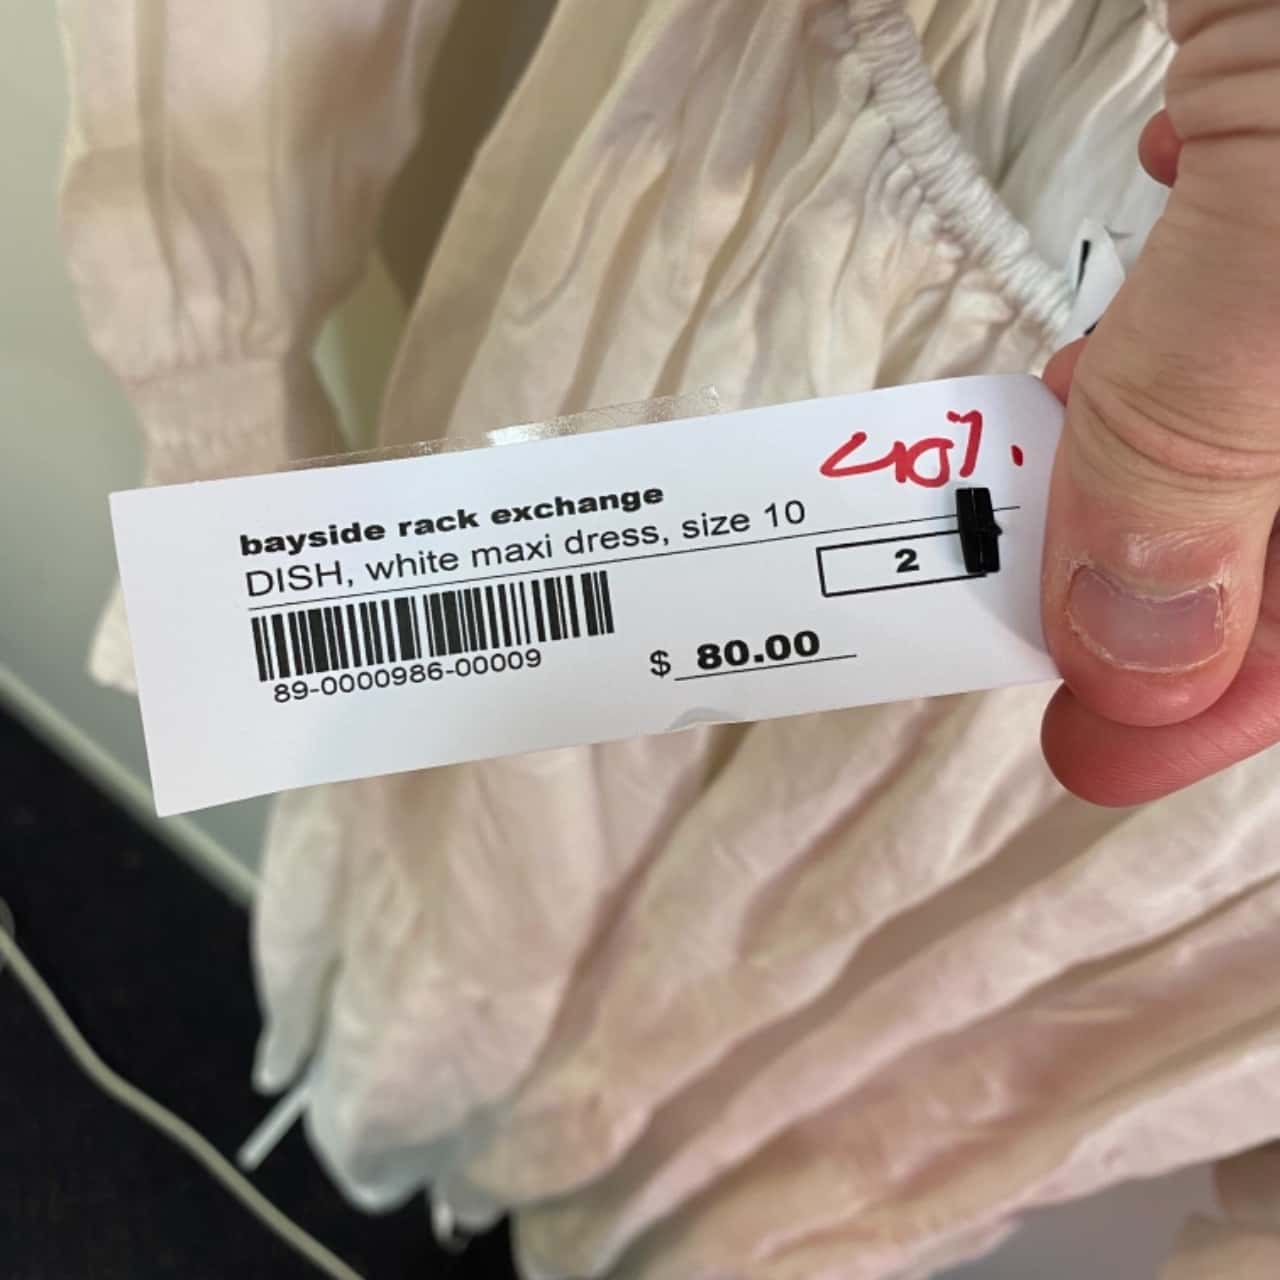 40%.
bayside rack exchange
DISH, white maxi dress, size 10
2
89-0000986-00009
$ 80.00